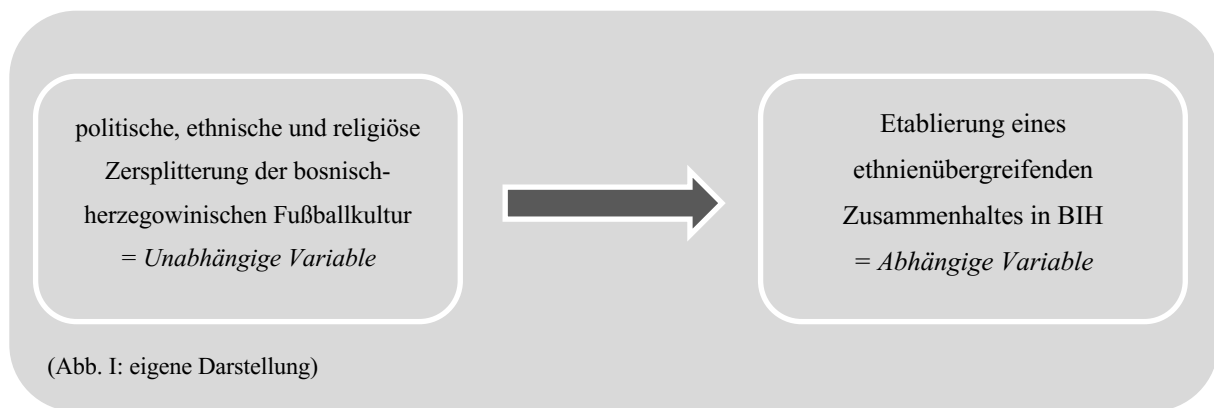 politische, ethnische und religiöse
Zersplitterung der bosnisch-
herzegowinischen Fußballkultur
= Unabhängige Variable
Etablierung eines
ethnienübergreifenden
Zusammenhaltes in BIH
= Abhängige Variable
(Abb. I: eigene Darstellung)